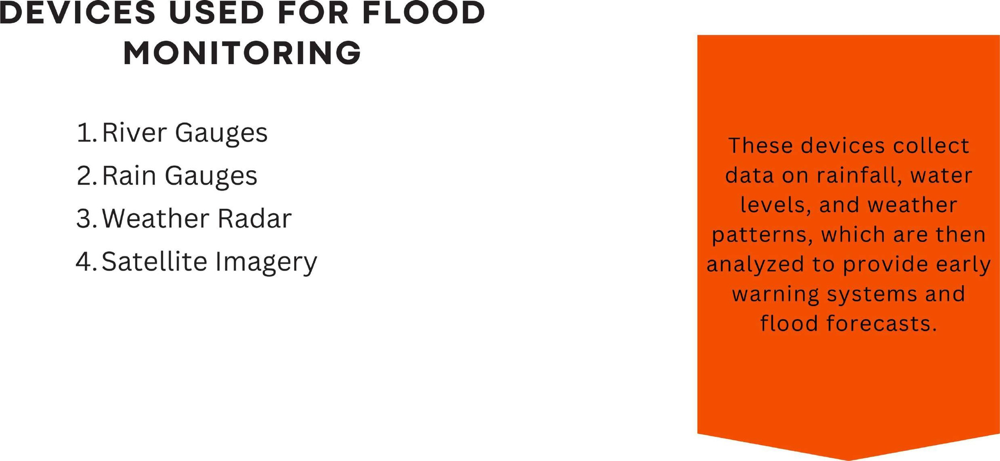 DEVICES USED FOR FLOOD
MONITORING
1. River Gauges
2. Rain Gauges
3. Weather Radar
4. Satellite Imagery
These devices collect
data on rainfall, water
levels, and weather
patterns, which are then
analyzed to provide early
warning systems and
flood forecasts.